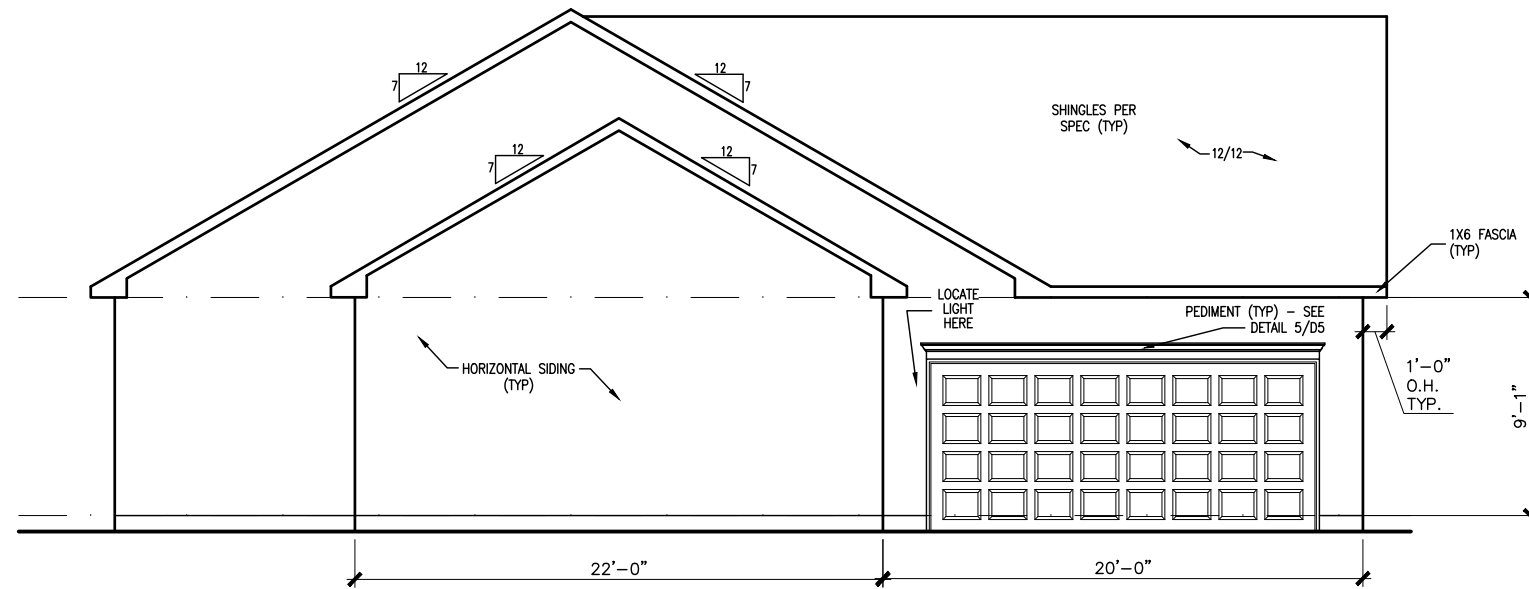 12
7
12
7
12
7
12
7
SHINGLES PER
SPEC (TYP)
12/12
1X6 FASCIA
(TYP)
LOCATE
LIGHT
HERE
PEDIMENT (TYP) – SEE
DETAIL 5/D5
HORIZONTAL SIDING
(TYP)
1'-0"
O.H.
TYP.
9'-1"
22'-0"
20'-0"